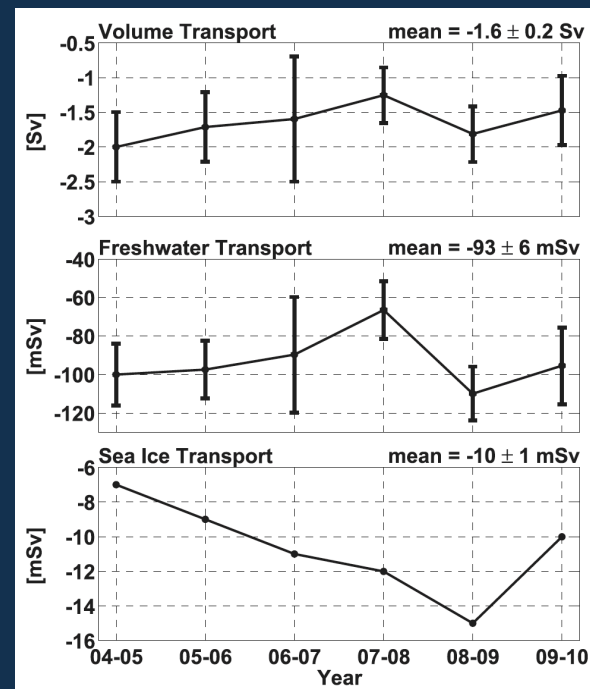 Volume Transport mean = -1.6 ± 0.2 Sv
-0.5
-1
-1.5
-2
-2.5
-3
[Sv]
Freshwater Transport mean = -93 ± 6 mSv
-40
-60
-80
-100
-120
[mSv]
Sea Ice Transport mean = -10 ± 1 mSv
-6
-8
-10
-12
-14
-16
[mSv]
04-05 05-06 06-07 07-08 08-09 09-10
Year